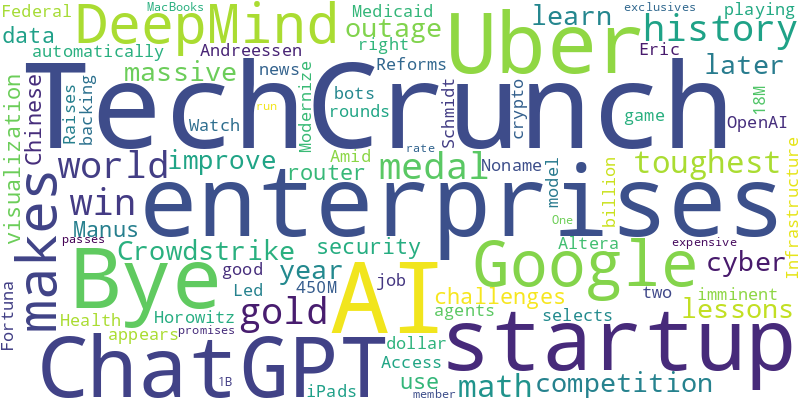 Federal
MacBooks
DeepMind
Medicaid
exclusives
playing
data
outage
learn
history
automatically
Andreessen
right
Uber
Eric
massive
news
Reforms
later
TechCrunch
Chinese
Raises
backing
Watch
run
Modernize
bots
rounds
Schmidt
crypto
game
18M
OpenAI
visualization
world
improve
Amid
rate
router
medal
Noname
model
billion
toughest
Infrastructure
makes
win
enterprises
Manus
passes
Crowdstrike
security
One
Altera
expensive
Bye
good
year
AI
job
Google
cyber
Fortuna
Led
450M
challenges
two
imminent
Health
Horowitz
gold
agents
selects
lessons
appears
promises
startup
ChatGPT
dollar
Access
1B
iPads
use
member
math
competition